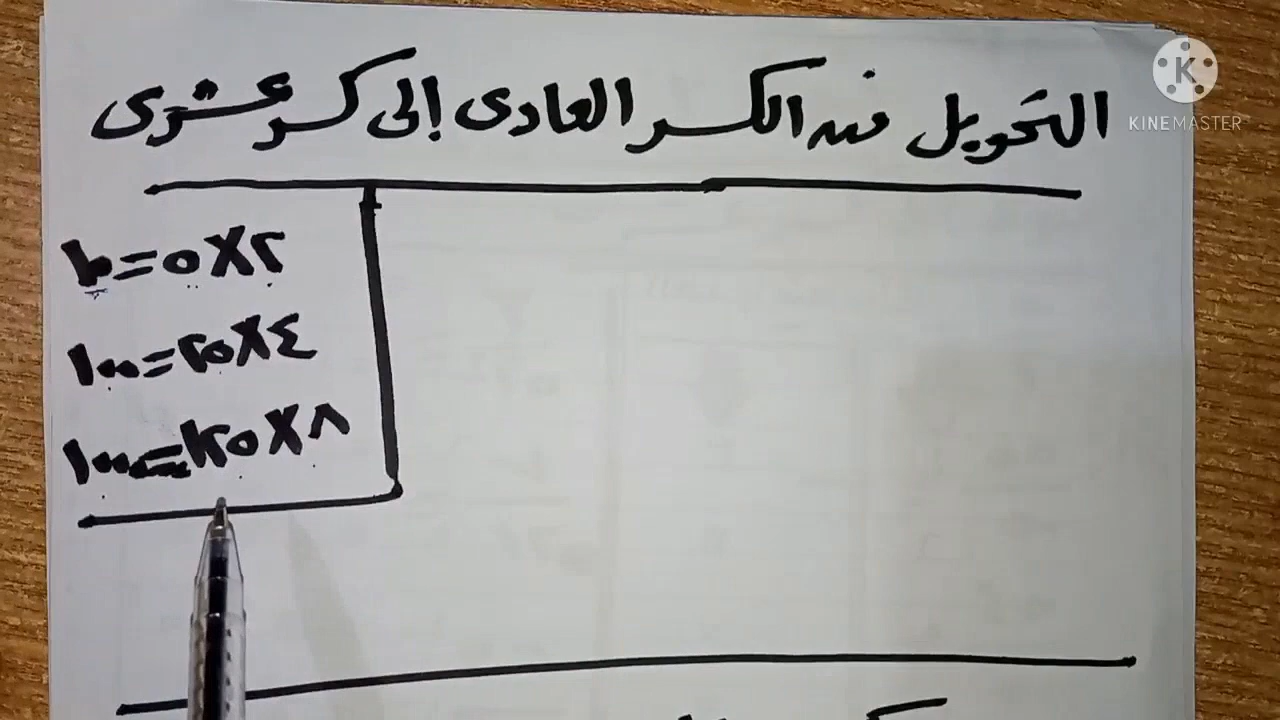 التحويل من الكسر العادى إلى كسر عشرى
KINEMASTER
٢ X ٥ = ١٠
٤ X ٢٥ = ١٠٠
٨ X ١٢٥ = ١٠٠٠